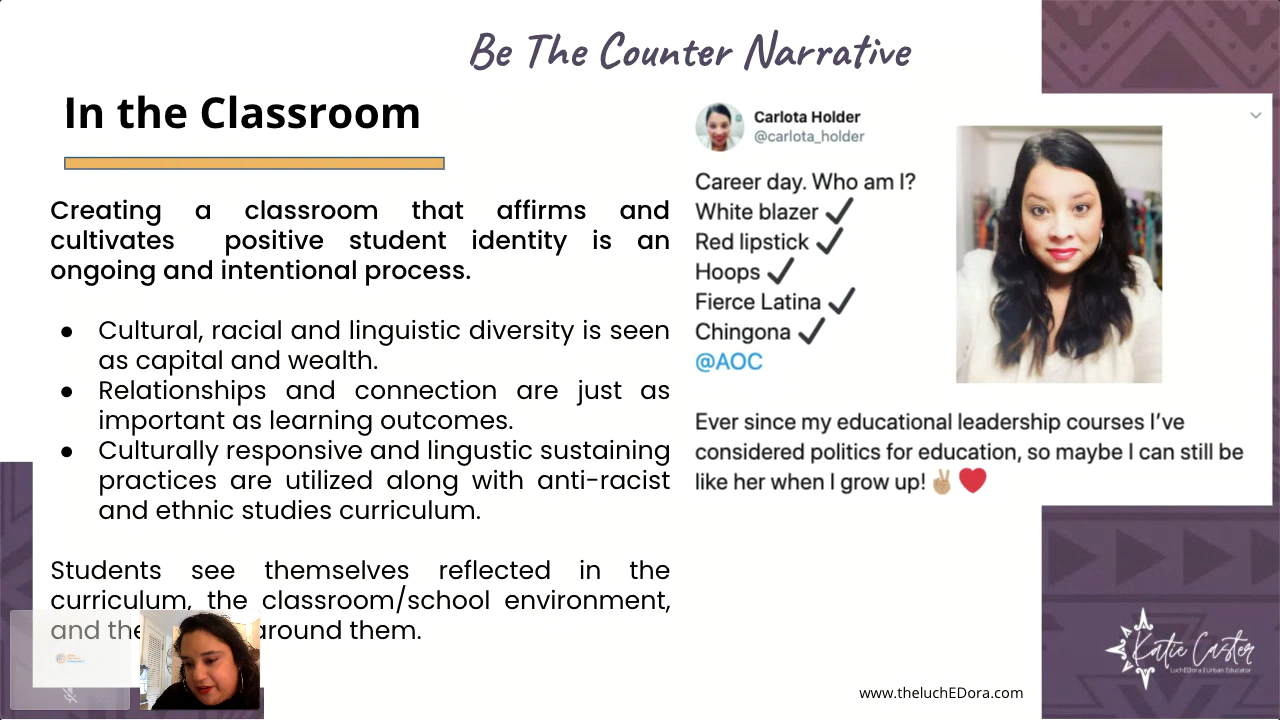 Be The Counter Narrative
In the Classroom
Creating a classroom that affirms and
cultivates positive student identity is an
ongoing and intentional process.
● Cultural, racial and linguistic diversity is seen
as capital and wealth.
● Relationships and connection are just as
important as learning outcomes.
● Culturally responsive and lingustic sustaining
practices are utilized along with anti-racist
and ethnic studies curriculum.
Students see themselves reflected in the
curriculum, the classroom/school environment,
and the around them.
Carlota Holder
@carlota_holder
Career day. Who am I?
White blazer ✔
Red lipstick ✔
Hoops ✔
Fierce Latina ✔
Chingona ✔
@AOC
Ever since my educational leadership courses I’ve
considered politics for education, so maybe I can still be
like her when I grow up! ✌🏼 ❤️
Katie Caster
LuchEDora | Urban Educator
www.theluchEDora.com